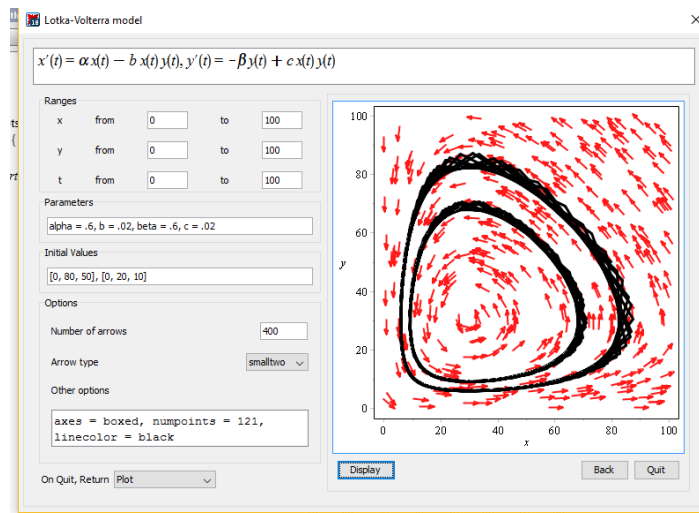 Lotka-Volterra model
x′(t) = αx(t) − b x(t) y(t), y′(t) = −βy(t) + c x(t) y(t)
Ranges
x from 0 to 100
y from 0 to 100
t from 0 to 100
Parameters
alpha = .6, b = .02, beta = .6, c = .02
Initial Values
[0, 80, 50], [0, 20, 10]
Options
Number of arrows 400
Arrow type smalltwo
Other options
axes = boxed, numpoints = 121,
linecolor = black
On Quit, Return Plot
100
80
60
y
40
20
0
0 20 40 60 80 100
x
Display Back Quit